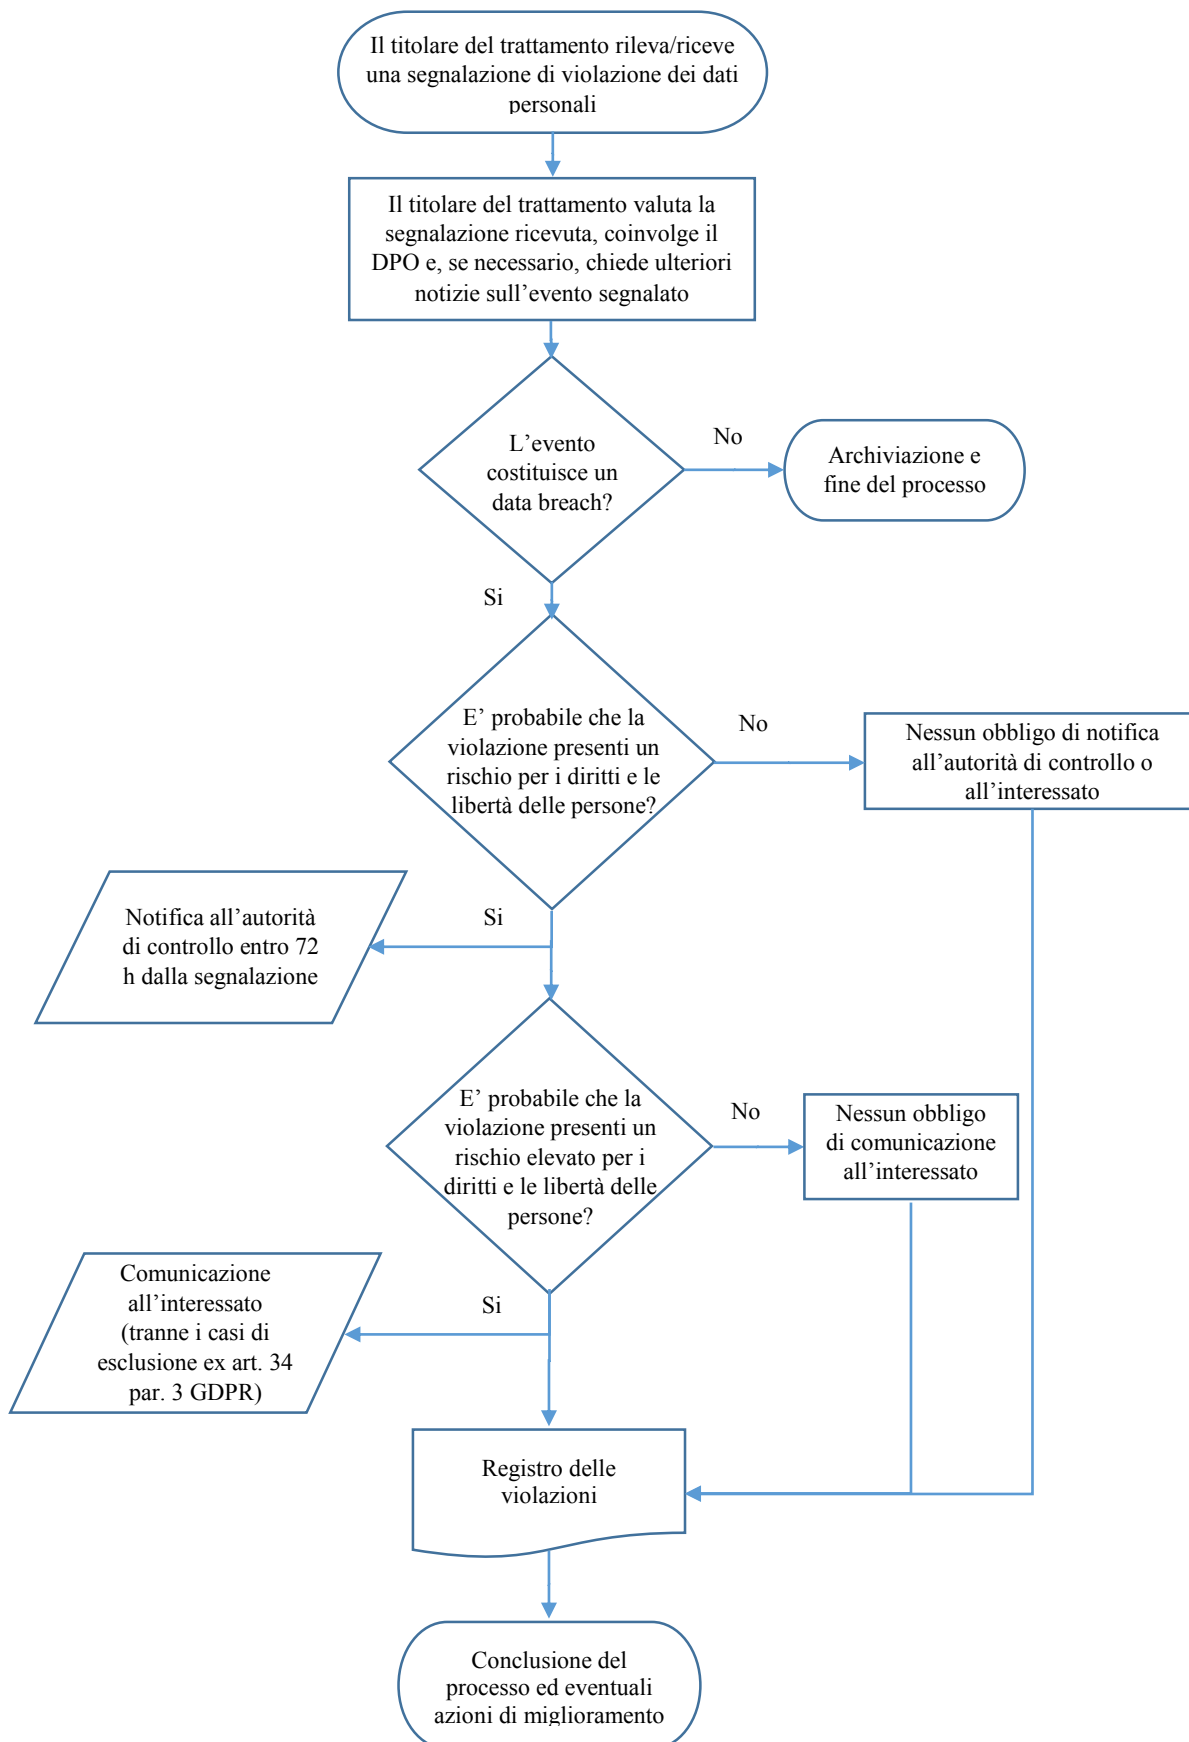 Il titolare del trattamento rileva/riceve
una segnalazione di violazione dei dati
personali
Il titolare del trattamento valuta la
segnalazione ricevuta, coinvolge il
DPO e, se necessario, chiede ulteriori
notizie sull’evento segnalato
L’evento
costituisce un
data breach?
No
Archiviazione e
fine del processo
Si
E’ probabile che la
violazione presenti un
rischio per i diritti e le
libertà delle persone?
No
Nessun obbligo di notifica
all’autorità di controllo o
all’interessato
Si
Notifica all’autorità
di controllo entro 72
h dalla segnalazione
E’ probabile che la
violazione presenti un
rischio elevato per i
diritti e le libertà delle
persone?
No
Nessun obbligo
di comunicazione
all’interessato
Si
Comunicazione
all’interessato
(tranne i casi di
esclusione ex art. 34
par. 3 GDPR)
Registro delle
violazioni
Conclusione del
processo ed eventuali
azioni di miglioramento